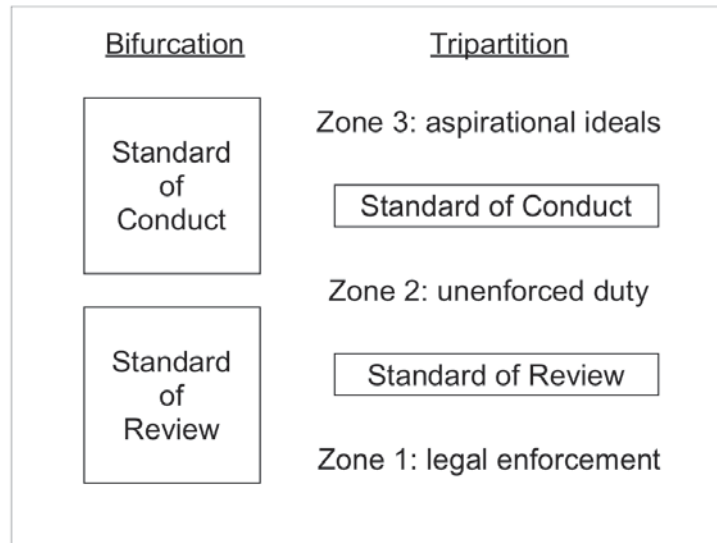 Bifurcation
Standard
of
Conduct
Standard
of
Review
Tripartition
Zone 3: aspirational ideals
Standard of Conduct
Zone 2: unenforced duty
Standard of Review
Zone 1: legal enforcement